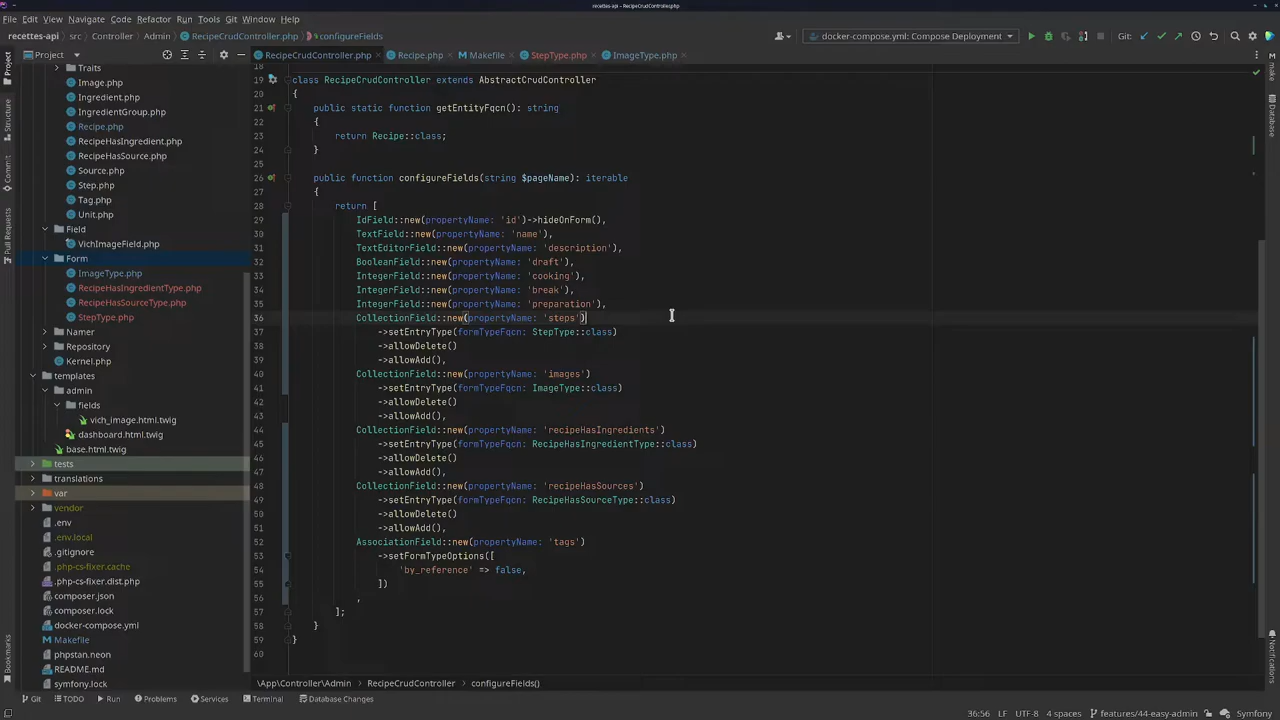 recettes-api – RecipeCrudController.php
File Edit View Navigate Code Refactor Run Tools Git Window Help
recettes-api src Controller Admin RecipeCrudController.php configureFields
docker-compose.yml: Compose Deployment Git:
Project
RecipeCrudController.php Recipe.php Makefile StepType.php ImageType.php
Project
Structure
Commit
Pull Requests
Bookmarks
Traits
Image.php
Ingredient.php
IngredientGroup.php
Recipe.php
RecipeHasIngredient.php
RecipeHasSource.php
Source.php
Step.php
Tag.php
Unit.php
Field
VichImageField.php
Form
ImageType.php
RecipeHasIngredientType.php
RecipeHasSourceType.php
StepType.php
Namer
Repository
Kernel.php
templates
admin
fields
vich_image.html.twig
dashboard.html.twig
base.html.twig
tests
translations
var
vendor
.env
.env.local
.gitignore
.php-cs-fixer.cache
.php-cs-fixer.dist.php
composer.json
composer.lock
docker-compose.yml
Makefile
phpstan.neon
README.md
symfony.lock
18
19 class RecipeCrudController extends AbstractCrudController
20 {
21 public static function getEntityFqcn(): string
22 {
23 return Recipe::class;
24 }
25
26 public function configureFields(string $pageName): iterable
27 {
28 return [
29 IdField::new(propertyName: 'id')->hideOnForm(),
30 TextField::new(propertyName: 'name'),
31 TextEditorField::new(propertyName: 'description'),
32 BooleanField::new(propertyName: 'draft'),
33 IntegerField::new(propertyName: 'cooking'),
34 IntegerField::new(propertyName: 'break'),
35 IntegerField::new(propertyName: 'preparation'),
36 CollectionField::new(propertyName: 'steps')
37 ->setEntryType(formTypeFqcn: StepType::class)
38 ->allowDelete()
39 ->allowAdd(),
40 CollectionField::new(propertyName: 'images')
41 ->setEntryType(formTypeFqcn: ImageType::class)
42 ->allowDelete()
43 ->allowAdd(),
44 CollectionField::new(propertyName: 'recipeHasIngredients')
45 ->setEntryType(formTypeFqcn: RecipeHasIngredientType::class)
46 ->allowDelete()
47 ->allowAdd(),
48 CollectionField::new(propertyName: 'recipeHasSources')
49 ->setEntryType(formTypeFqcn: RecipeHasSourceType::class)
50 ->allowDelete()
51 ->allowAdd(),
52 AssociationField::new(propertyName: 'tags')
53 ->setFormTypeOptions([
54 'by_reference' => false,
55 ])
56 ,
57 ];
58 }
59 }
60
make
Database
Notifications
\App\Controller\Admin RecipeCrudController configureFields()
Git TODO Run Problems Services Terminal Database Changes
36:56 LF UTF-8 4 spaces features/44-easy-admin Symfony